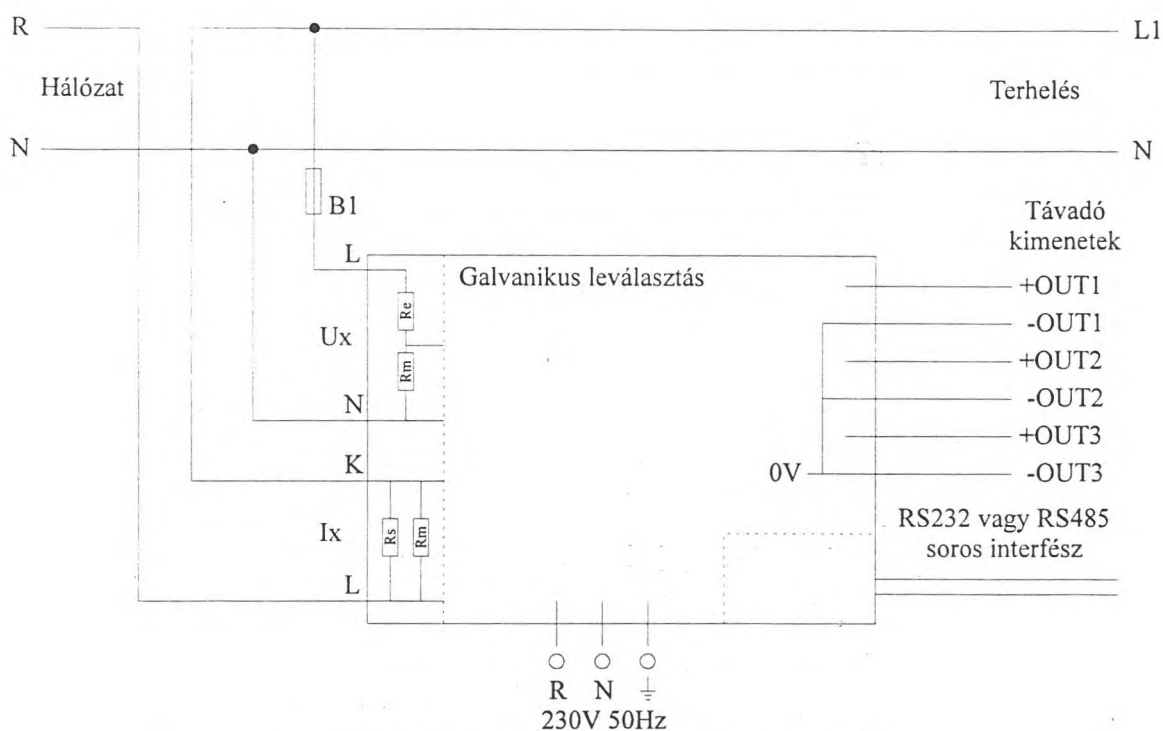 R
L1
Hálózat
Terhelés
N
N
B1
Távadó
kimenetek
L
Galvanikus leválasztás
+OUT1
Re
Ux
-OUT1
Rm
+OUT2
N
-OUT2
+OUT3
K
0V
-OUT3
RS232 vagy RS485
soros interfész
Ix
Rs
Rm
L
R N
230V 50Hz